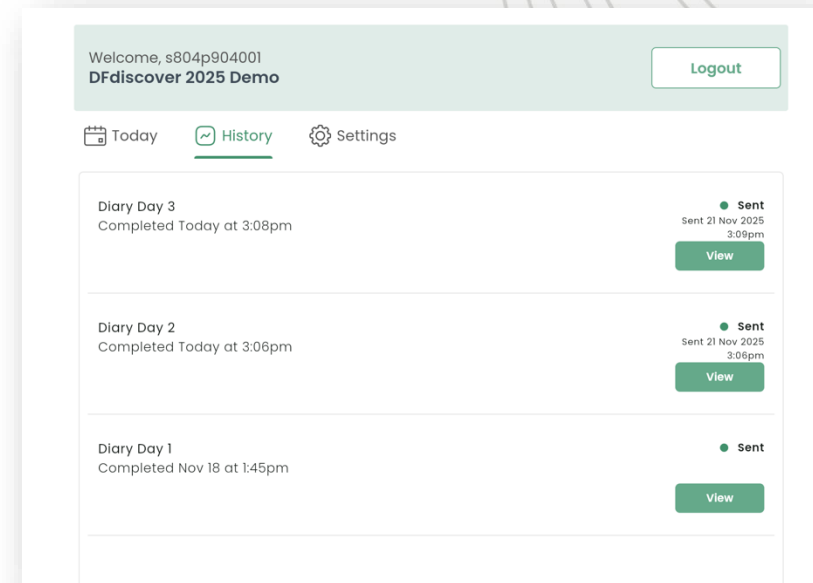 Welcome, s804p904001
DFdiscover 2025 Demo
Logout
Today
History
Settings
Diary Day 3
Completed Today at 3:08pm
Sent
Sent 21 Nov 2025
3:09pm
View
Diary Day 2
Completed Today at 3:06pm
Sent
Sent 21 Nov 2025
3:06pm
View
Diary Day 1
Completed Nov 18 at 1:45pm
Sent
View